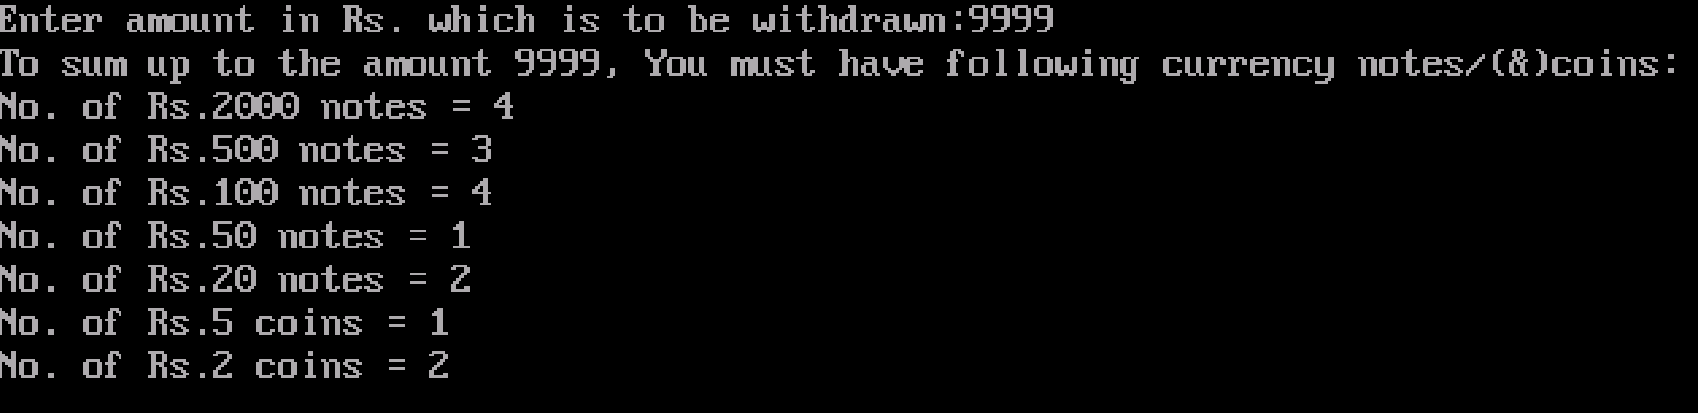 Enter amount in Rs. which is to be withdrawn:9999
To sum up to the amount 9999, You must have following currency notes/(&)coins:
No. of Rs.2000 notes = 4
No. of Rs.500 notes = 3
No. of Rs.100 notes = 4
No. of Rs.50 notes = 1
No. of Rs.20 notes = 2
No. of Rs.5 coins = 1
No. of Rs.2 coins = 2